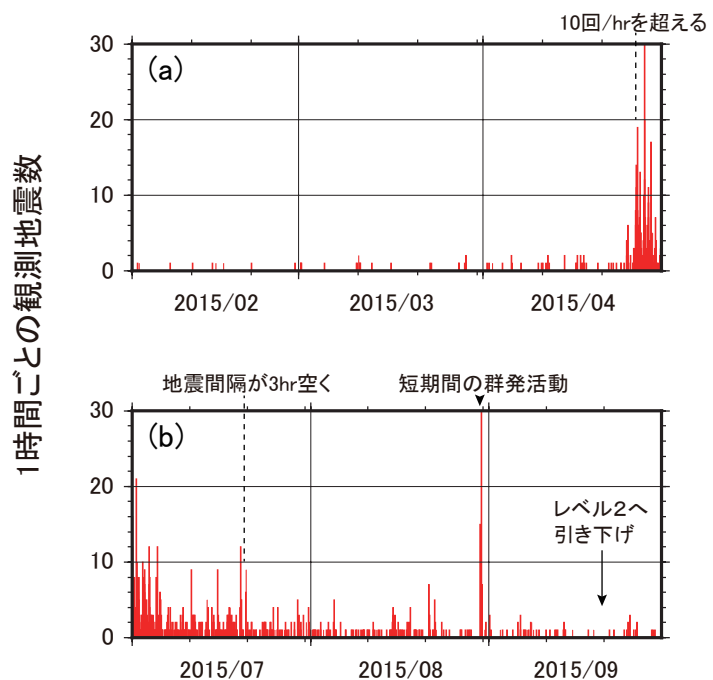 10回/hrを超える
1時間ごとの観測地震数
30
(a)
20
10
0
2015/02
2015/03
2015/04
地震間隔が3hr空く
短期間の群発活動
30
(b)
20
レベル2へ
引き下げ
10
0
2015/07
2015/08
2015/09